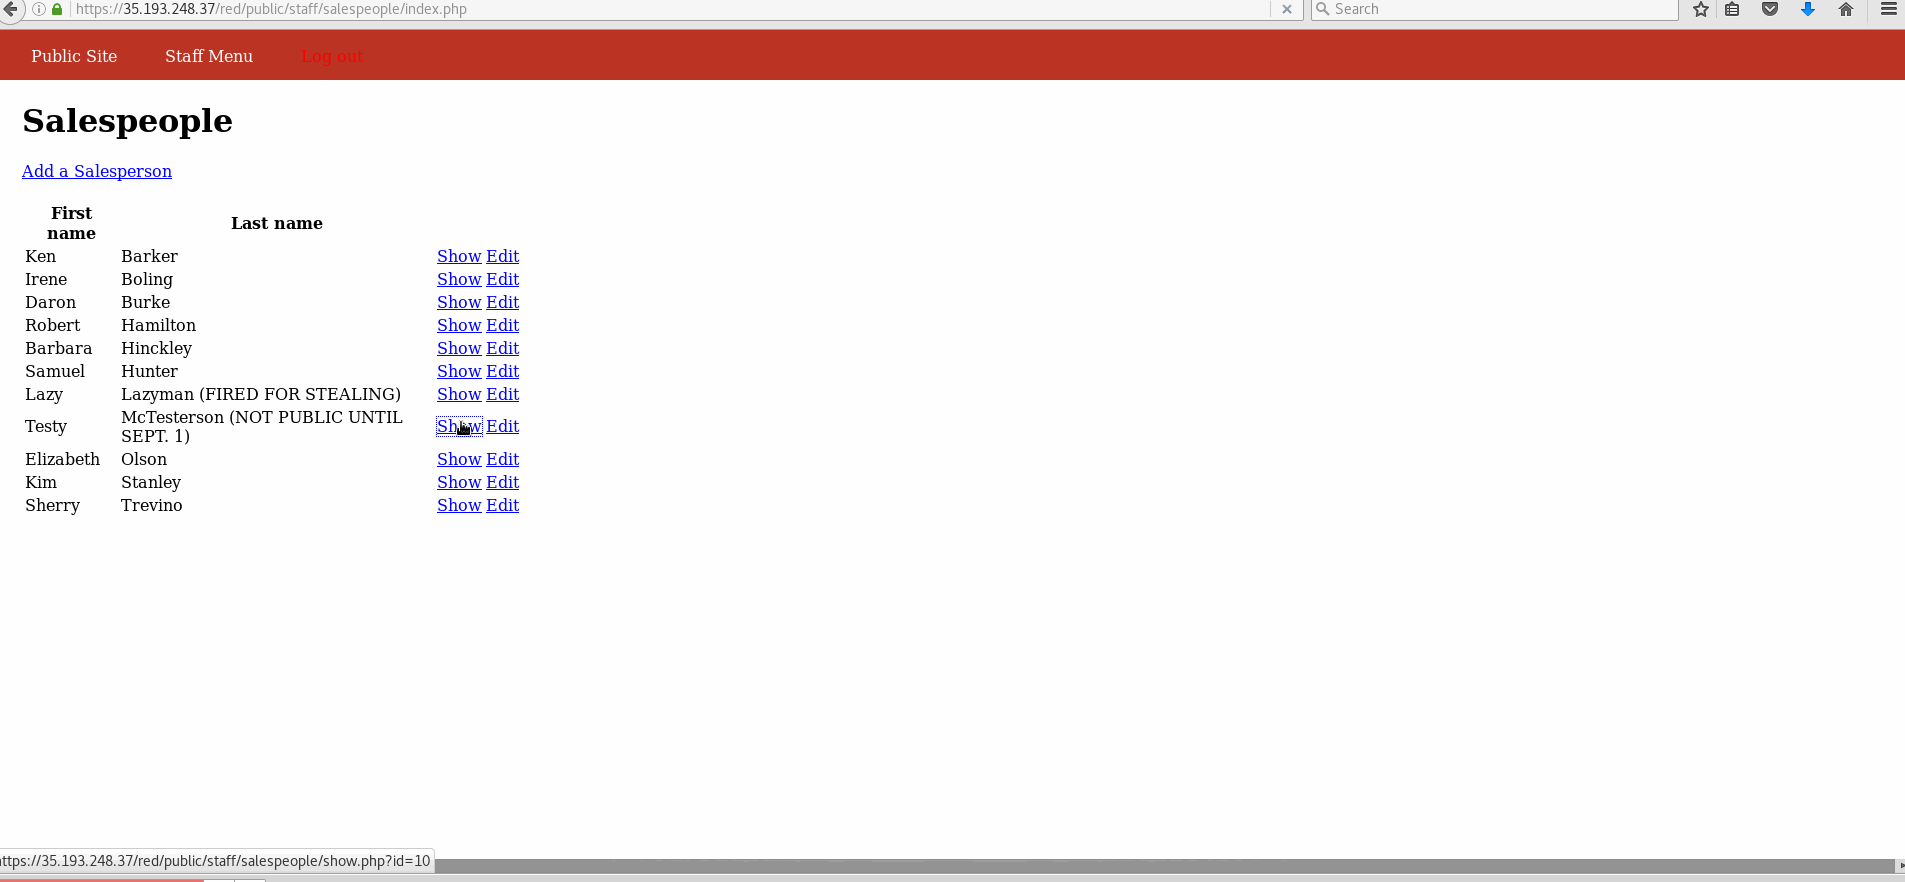 https://35.193.248.37/red/public/staff/salespeople/index.php
Search
Public Site Staff Menu Log out
Salespeople
Add a Salesperson
First name Last name
Ken Barker Show Edit
Irene Boling Show Edit
Daron Burke Show Edit
Robert Hamilton Show Edit
Barbara Hinckley Show Edit
Samuel Hunter Show Edit
Lazy Lazyman (FIRED FOR STEALING) Show Edit
Testy McTesterson (NOT PUBLIC UNTIL SEPT. 1) Show Edit
Elizabeth Olson Show Edit
Kim Stanley Show Edit
Sherry Trevino Show Edit
ttps://35.193.248.37/red/public/staff/salespeople/show.php?id=10